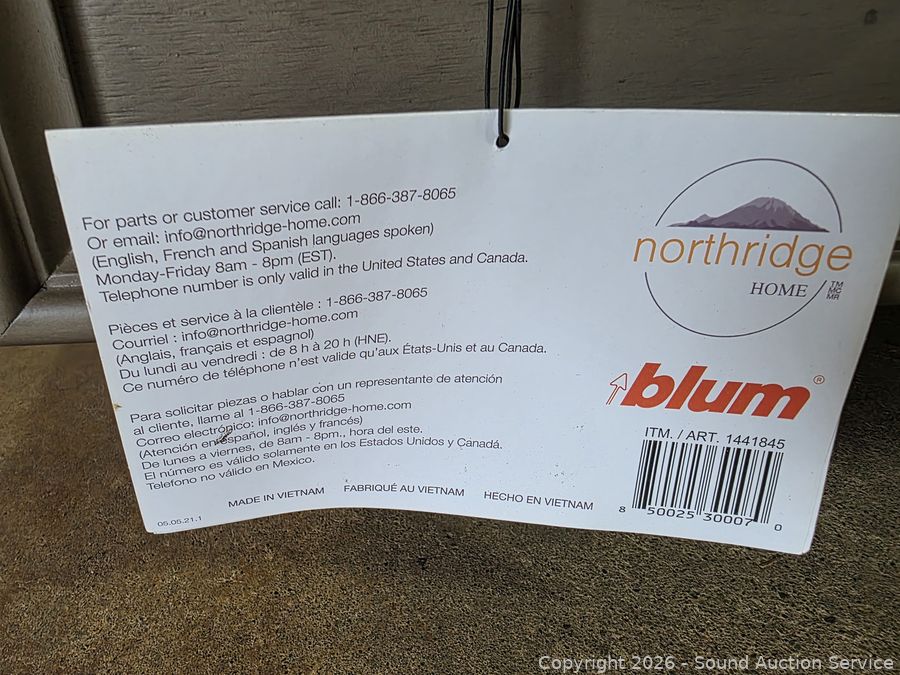 For parts or customer service call: 1-866-387-8065
Or email: info@northridge-home.com
(English, French and Spanish languages spoken)
Monday-Friday 8am - 8pm (EST).
Telephone number is only valid in the United States and Canada.
Pièces et service à la clientèle : 1-866-387-8065
Courriel : info@northridge-home.com
(Anglais, français et espagnol)
Du lundi au vendredi : de 8 h à 20 h (HNE).
Ce numéro de téléphone n'est valide qu'aux États-Unis et au Canada.
Para solicitar piezas o hablar con un representante de atención
al cliente, llame al 1-866-387-8065
Correo electrónico: info@northridge-home.com
(Atención en español, inglés y francés)
De lunes a viernes, de 8am - 8pm., hora del este.
El número es válido solamente en los Estados Unidos y Canadá.
Telefono no válido en Mexico.
MADE IN VIETNAM FABRIQUÉ AU VIETNAM HECHO EN VIETNAM
05.05.21.1
northridge
HOME
TM
MC
MR
blum®
ITM. / ART. 1441845
8 50025 30007 0
Copyright 2026 - Sound Auction Service